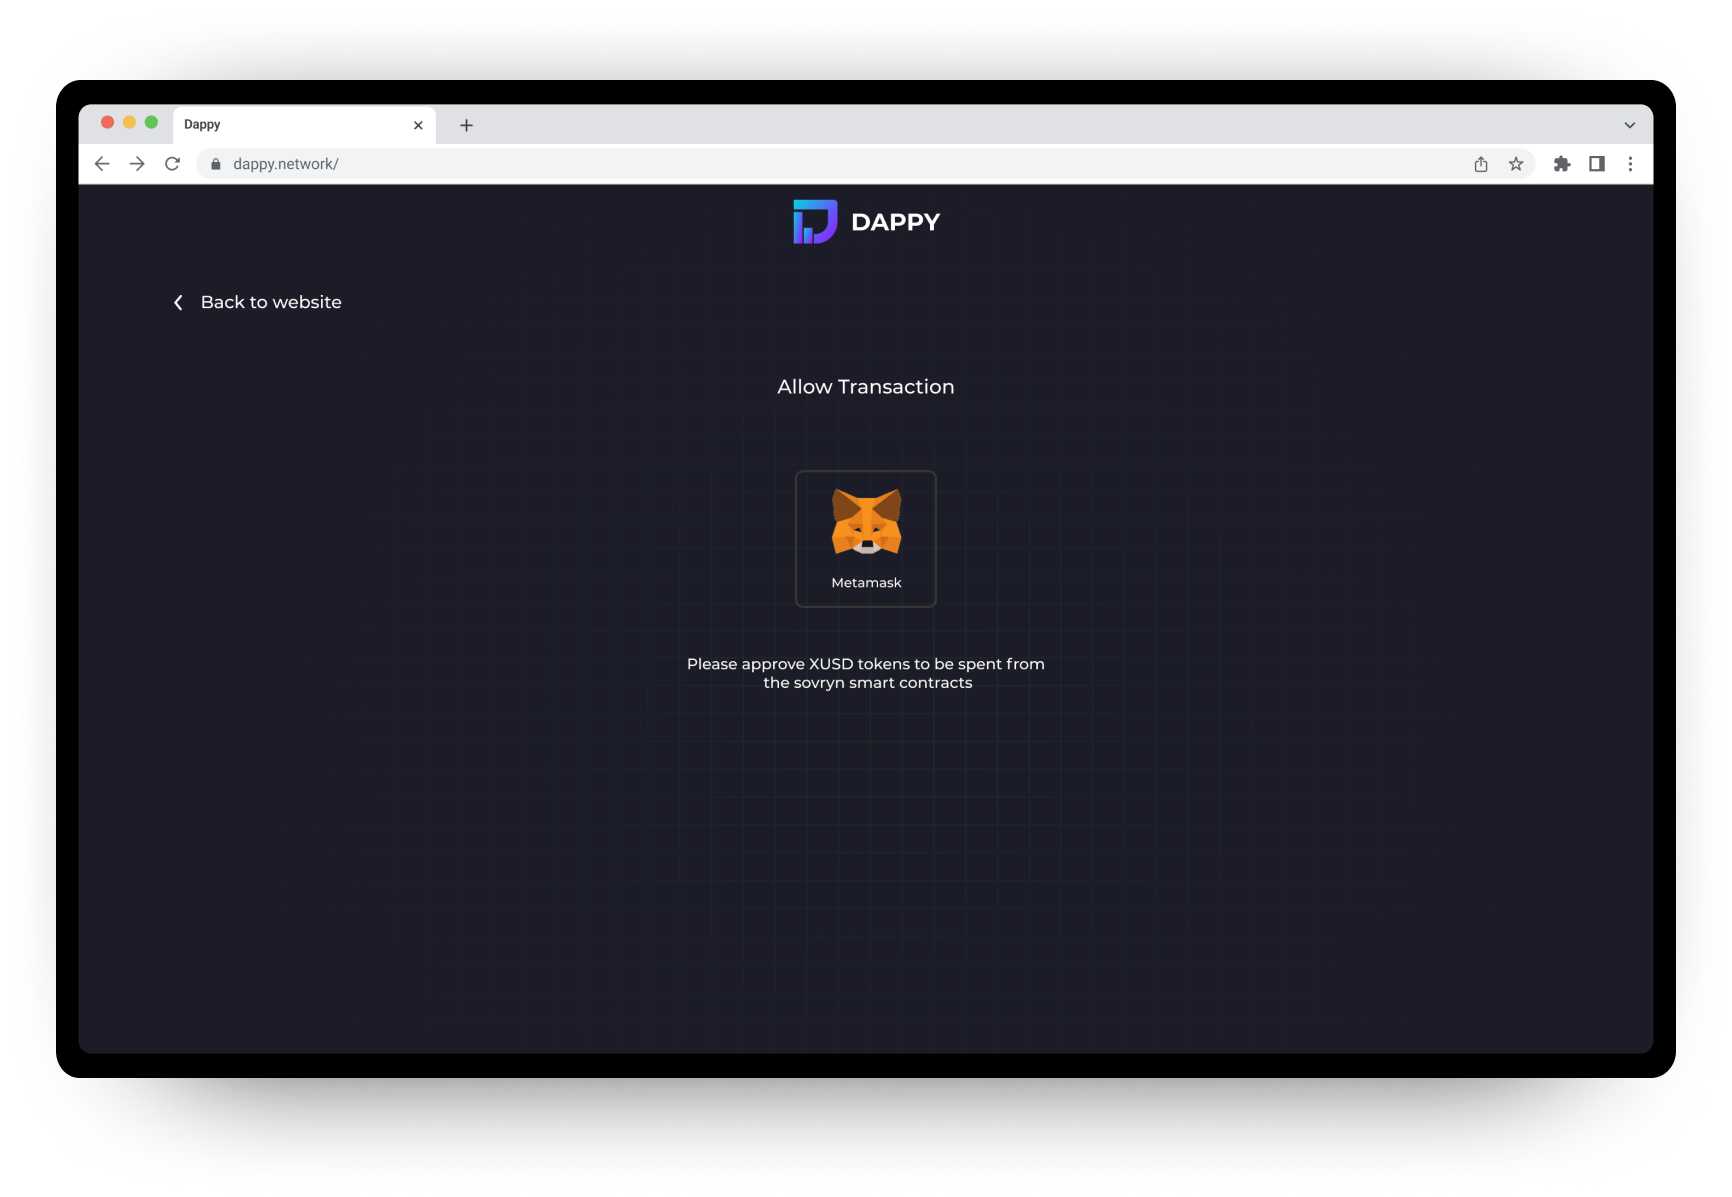 Dappy
dappy.network/
DAPPY
Back to website
Allow Transaction
Metamask
Please approve XUSD tokens to be spent from
the sovryn smart contracts